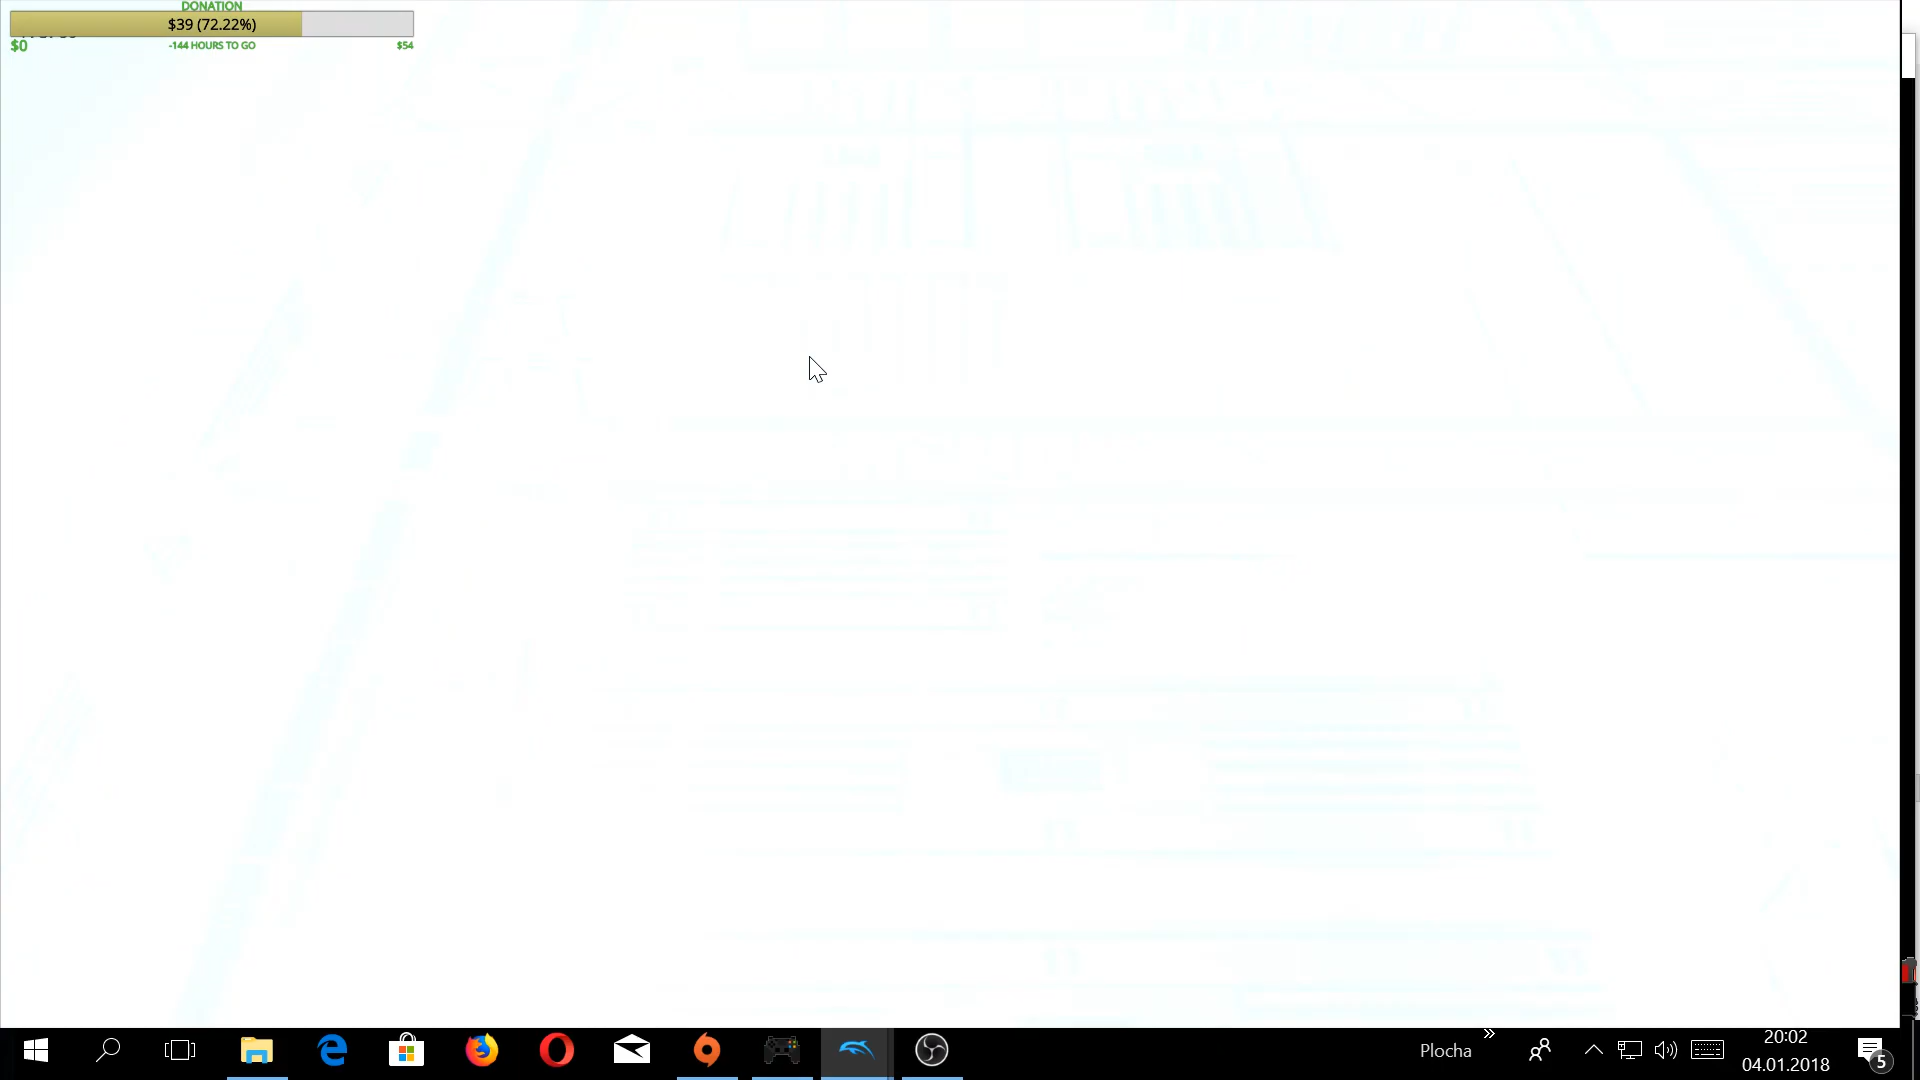 DONATION
$39 (72.22%)
$0
-144 HOURS TO GO
$54
Plocha
20:02
04.01.2018
5